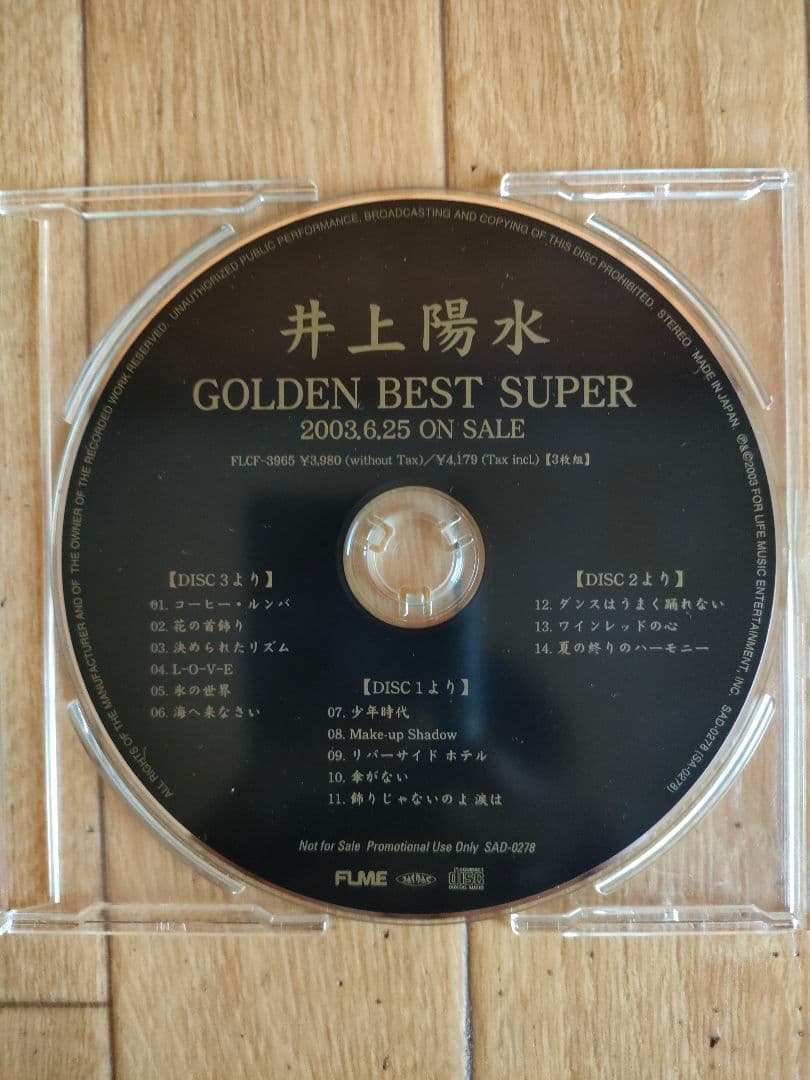 UNAUTHORIZED PUBLIC PERFORMANCE, BROADCASTING AND COPYING OF THIS DISC PROHIBITED. STEREO MADE IN JAPAN. ℗&©2003 FOR LIFE MUSIC ENTERTAINMENT, INC. SAD-0278 (SA-0278)
ALL RIGHTS OF THE MANUFACTURER AND OF THE OWNER OF THE RECORDED WORK RESERVED.
井上陽水
GOLDEN BEST SUPER
2003.6.25 ON SALE
FLCF-3965 ¥3,980 (without Tax)/¥4,179 (Tax incl.)【3枚組】
【DISC 3より】
01. コーヒー・ルンバ
02. 花の首飾り
03. 決められたリズム
04. L-O-V-E
05. 氷の世界
06. 海へ来なさい
【DISC 1より】
07. 少年時代
08. Make-up Shadow
09. リバーサイド ホテル
10. 傘がない
11. 飾りじゃないのよ 涙は
【DISC 2より】
12. ダンスはうまく踊れない
13. ワインレッドの心
14. 夏の終りのハーモニー
Not for Sale Promotional Use Only SAD-0278
FLME
COMPACT
disc
DIGITAL AUDIO